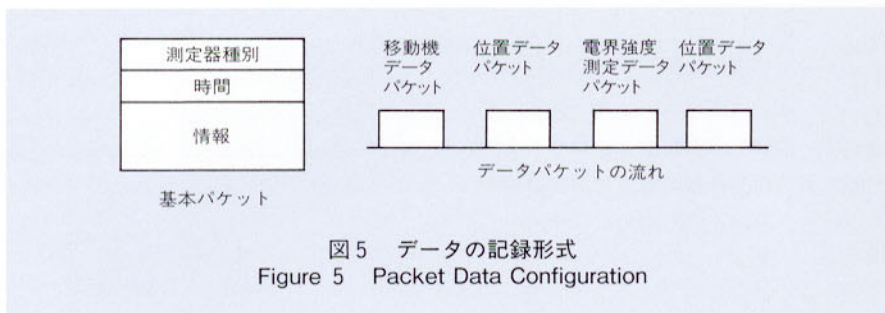 測定器種別
時間
情報
基本パケット
移動機
データ
パケット
位置データ
パケット
電界強度
測定データ
パケット
位置データ
パケット
データパケットの流れ
図5 データの記録形式
Figure 5 Packet Data Configuration